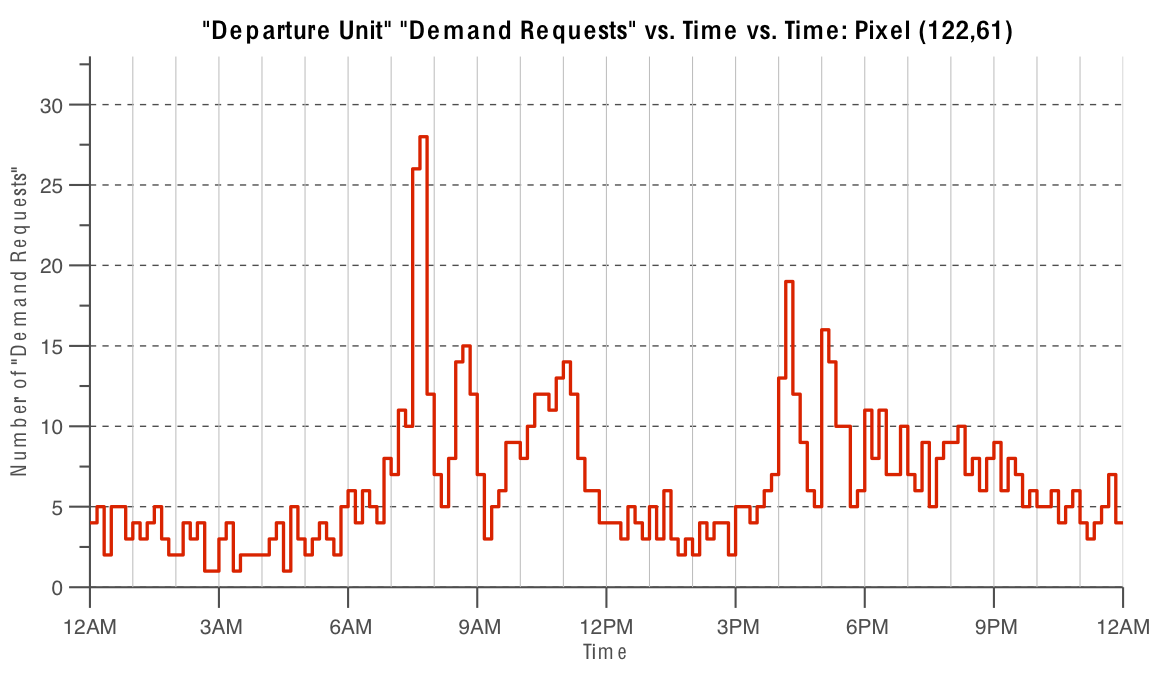 "Departure Unit" "Demand Requests" vs. Time vs. Time: Pixel (122,61)
Number of "Demand Requests"
30
25
20
15
10
5
0
12AM 3AM 6AM 9AM 12PM 3PM 6PM 9PM 12AM
Time